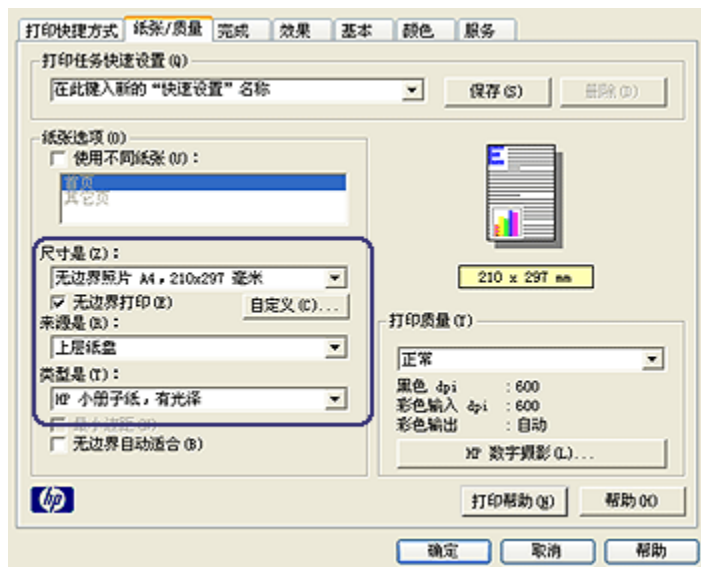 打印快捷方式 纸张/质量 完成 效果 基本 颜色 服务
打印任务快速设置(Q)
在此键入新的“快速设置”名称
保存(S) 删除(D)
纸张选项(O)
使用不同纸张(U):
首页
其它页
尺寸是(Z):
无边界照片 A4,210x297 毫米
无边界打印(E)
自定义(C)...
来源是(R):
上层纸盘
类型是(T):
HP 小册子纸,有光泽
最小边距(M)
无边界自动适合(B)
E
210 x 297 mm
打印质量(Y)
正常
黑色 dpi : 600
彩色输入 dpi : 600
彩色输出 : 自动
HP 数字摄影(L)...
hp
打印帮助(N) 帮助(X)
确定 取消 帮助